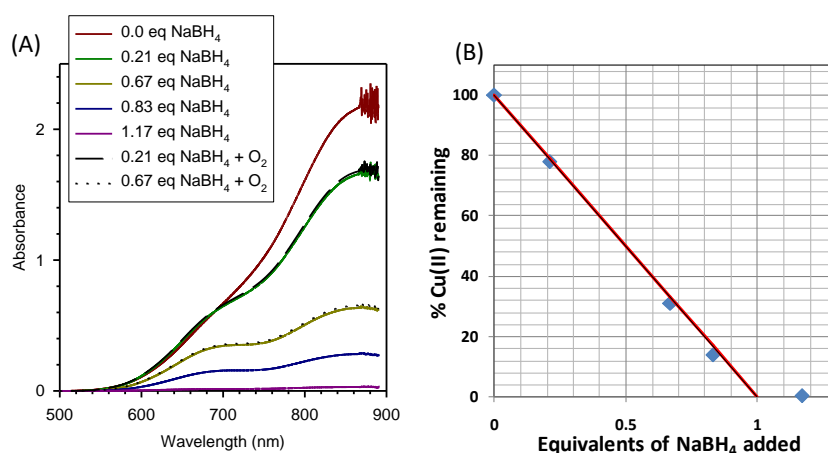 (A)
0.0 eq NaBH4
0.21 eq NaBH4
0.67 eq NaBH4
0.83 eq NaBH4
1.17 eq NaBH4
0.21 eq NaBH4 + O2
0.67 eq NaBH4 + O2
Absorbance
2
1
0
500 600 700 800 900
Wavelength (nm)
(B)
% Cu(II) remaining
100
80
60
40
20
0
0 0.5 1
Equivalents of NaBH4 added